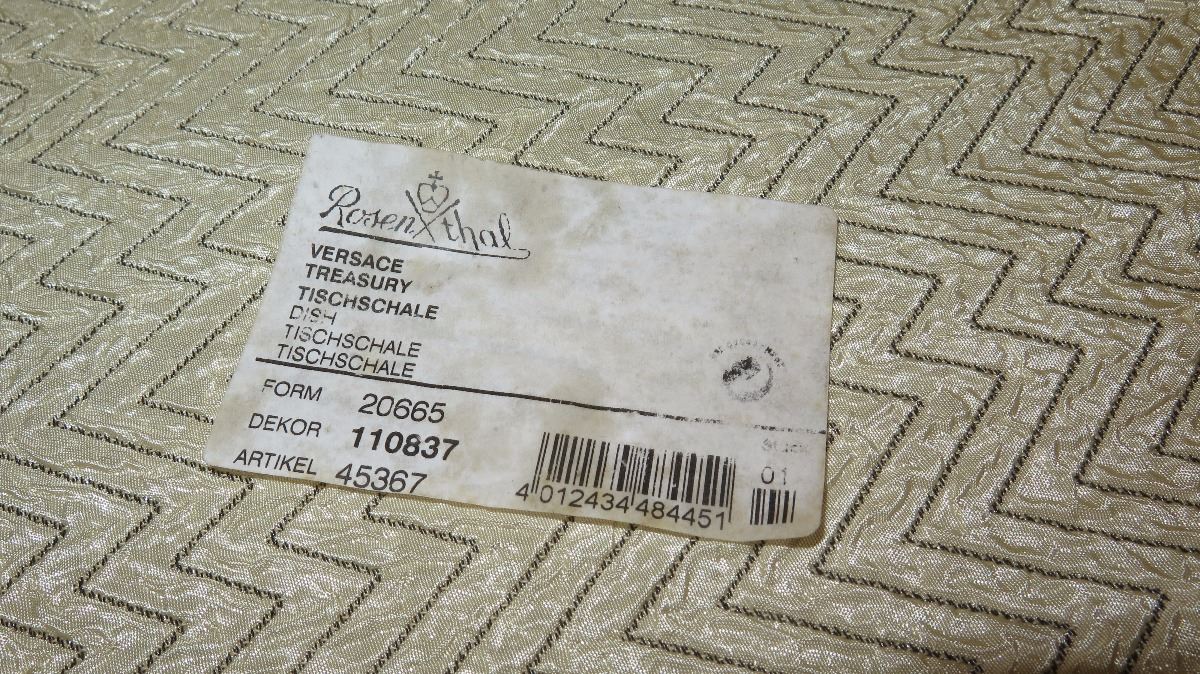 Rosenthal
VERSACE
TREASURY
TISCHSCHALE
DISH
TISCHSCHALE
TISCHSCHALE
FORM 20665
DEKOR 110837
ARTIKEL 45367
4 012434 484451
01